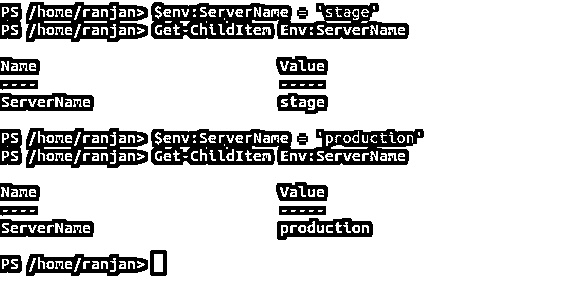 PS /home/ranjan> $env:ServerName = 'stage'
PS /home/ranjan> Get-ChildItem Env:ServerName
Name                           Value
----                           -----
ServerName                     stage
PS /home/ranjan> $env:ServerName = 'production'
PS /home/ranjan> Get-ChildItem Env:ServerName
Name                           Value
----                           -----
ServerName                     production
PS /home/ranjan>